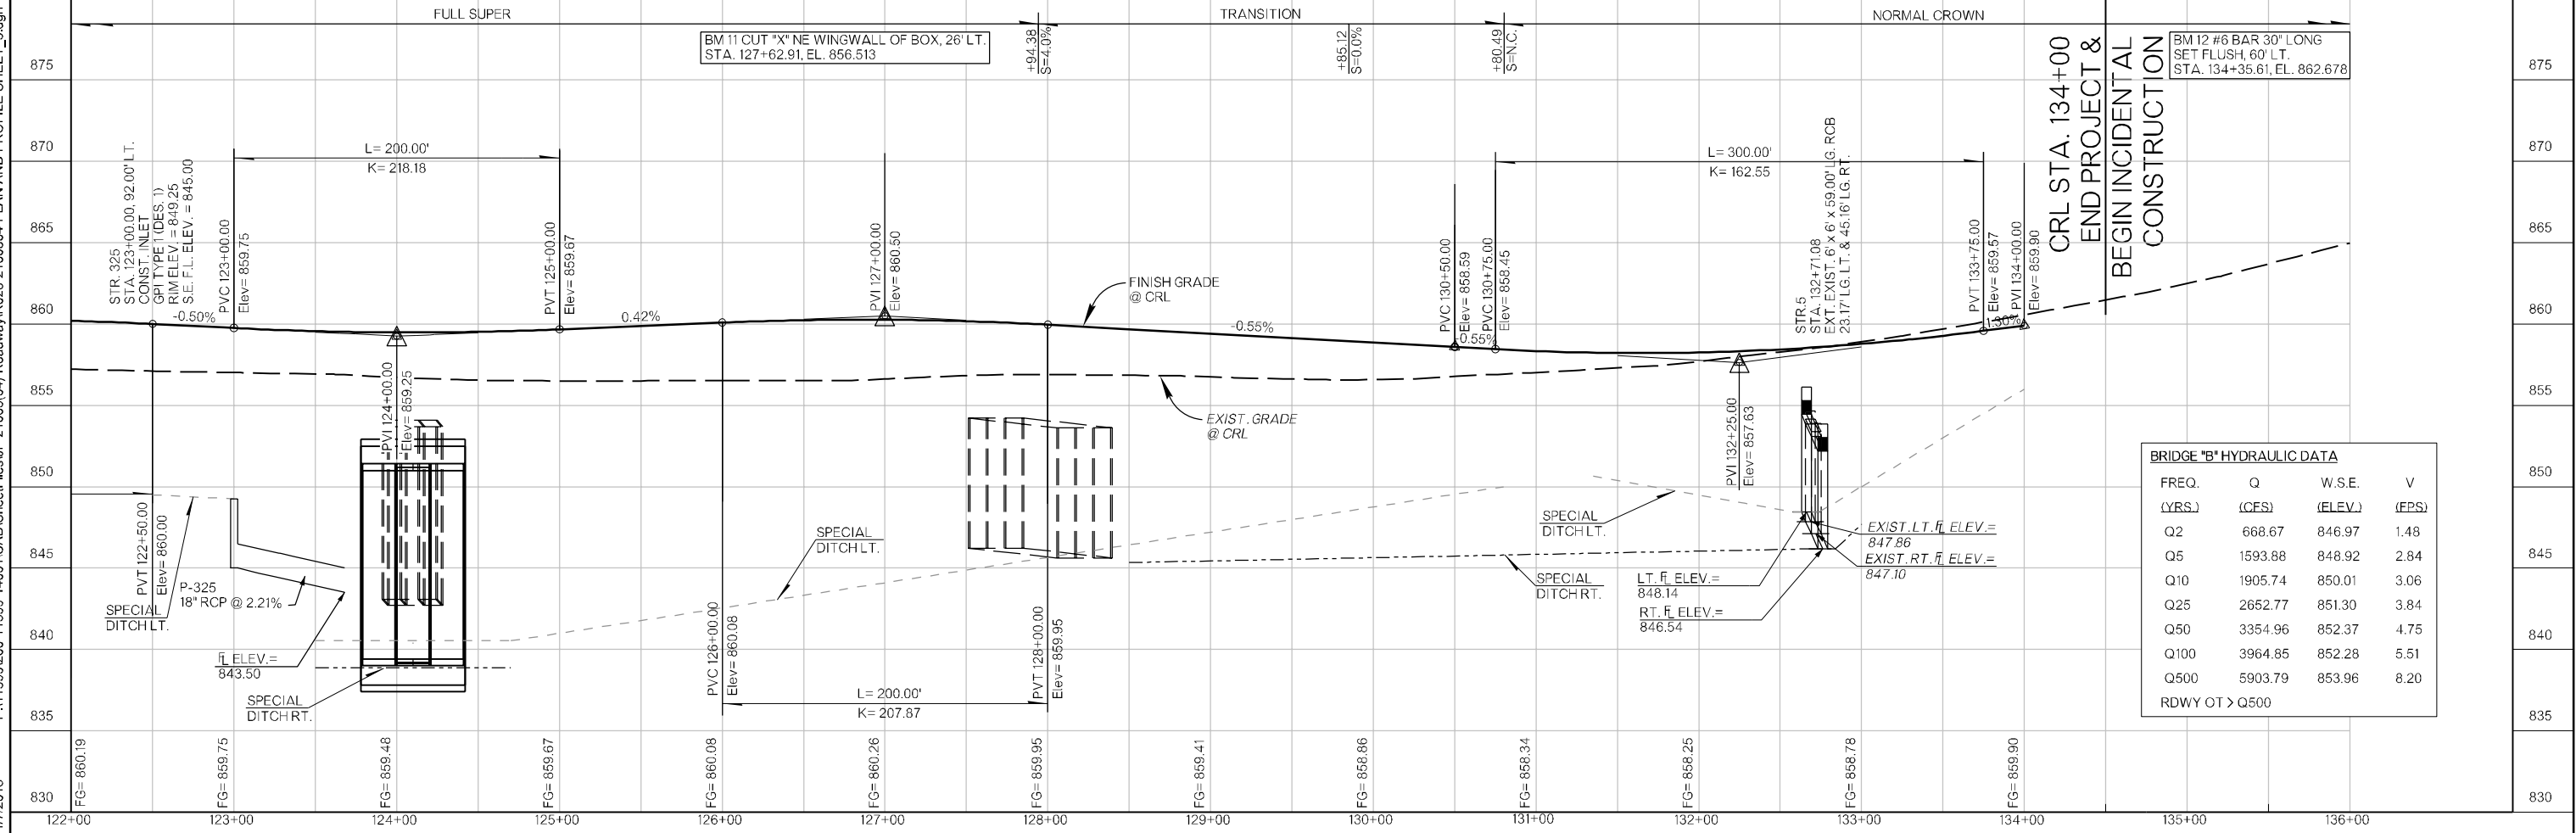 FULL SUPER
TRANSITION
NORMAL CROWN
BM 11 CUT "X" NE WINGWALL OF BOX, 26' LT.
STA. 127+62.91, EL. 856.513
+94.38
S=4.0%
+85.12
S=0.0%
+80.49
S=N.C.
CRL STA. 134+00
END PROJECT &
BEGIN INCIDENTAL
CONSTRUCTION
BM 12 #6 BAR 30" LONG
SET FLUSH, 60' LT.
STA. 134+35.61, EL. 862.678
875
875
870
870
865
865
860
860
855
855
850
850
845
845
840
840
835
835
830
830
STR. 325
STA. 123+00.00, 92.00' LT.
CONST. INLET
GPI TYPE 1 (DES. 1)
RIM ELEV. = 849.25
S.E. F.L. ELEV. = 845.00
PVC 123+00.00
Elev= 859.75
L= 200.00'
K= 218.18
PVT 125+00.00
Elev= 859.67
PVI 127+00.00
Elev= 860.50
FINISH GRADE
@ CRL
PVC 130+50.00
Elev= 858.59
PVC 130+75.00
Elev= 858.45
L= 300.00'
K= 162.55
STR.5
STA. 132+71.08
EXT. EXIST. 6' x 6' x 59.00' LG. RCB
23.17' LG. LT. & 45.16' LG. RT.
PVT 133+75.00
Elev= 859.57
PVI 134+00.00
Elev= 859.90
-0.50%
0.42%
-0.55%
-0.55%
1.30%
PVI 124+00.00
Elev= 859.25
EXIST. GRADE
@ CRL
PVI 132+25.00
Elev= 857.63
PVT 122+50.00
Elev= 860.00
SPECIAL
DITCH LT.
P-325
18" RCP @ 2.21%
FL ELEV.=
843.50
SPECIAL
DITCH RT.
SPECIAL
DITCH LT.
PVC 126+00.00
Elev= 860.08
L= 200.00'
K= 207.87
PVT 128+00.00
Elev= 859.95
SPECIAL
DITCH LT.
SPECIAL
DITCH RT.
LT. FL ELEV.=
848.14
RT. FL ELEV.=
846.54
EXIST. LT. FL ELEV.=
847.86
EXIST. RT. FL ELEV.=
847.10
BRIDGE "B" HYDRAULIC DATA
FREQ. Q W.S.E. V
(YRS.) (CFS) (ELEV.) (FPS)
Q2 668.67 846.97 1.48
Q5 1593.88 848.92 2.84
Q10 1905.74 850.01 3.06
Q25 2652.77 851.30 3.84
Q50 3354.96 852.37 4.75
Q100 3964.85 852.28 5.51
Q500 5903.79 853.96 8.20
RDWY OT > Q500
FG= 860.19
FG= 859.75
FG= 859.48
FG= 859.67
FG= 860.08
FG= 860.26
FG= 859.95
FG= 859.41
FG= 858.86
FG= 858.34
FG= 858.25
FG= 858.78
FG= 859.90
122+00
123+00
124+00
125+00
126+00
127+00
128+00
129+00
130+00
131+00
132+00
133+00
134+00
135+00
136+00